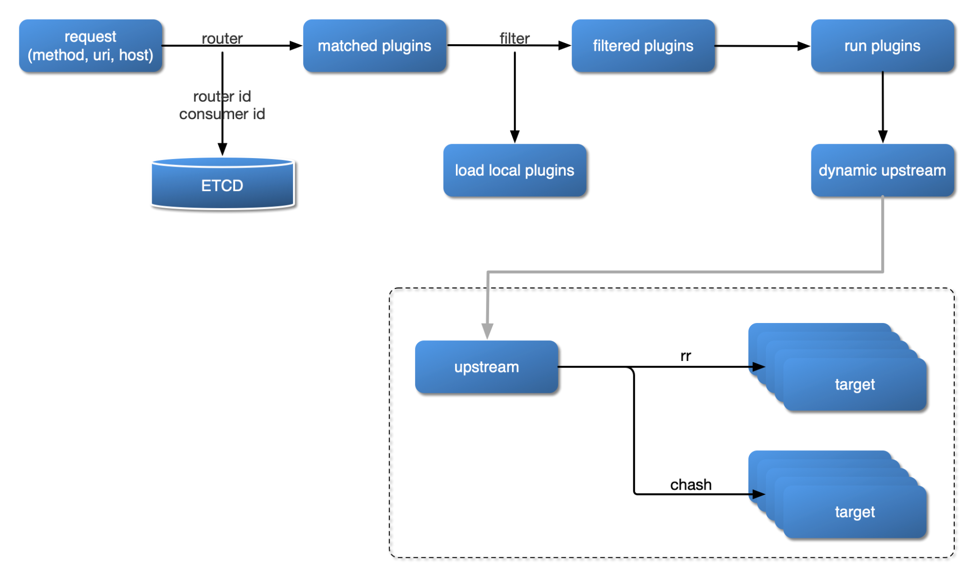 request
(method, uri, host)
router
matched plugins
filter
filtered plugins
run plugins
router id
consumer id
ETCD
load local plugins
dynamic upstream
upstream
rr
target
chash
target